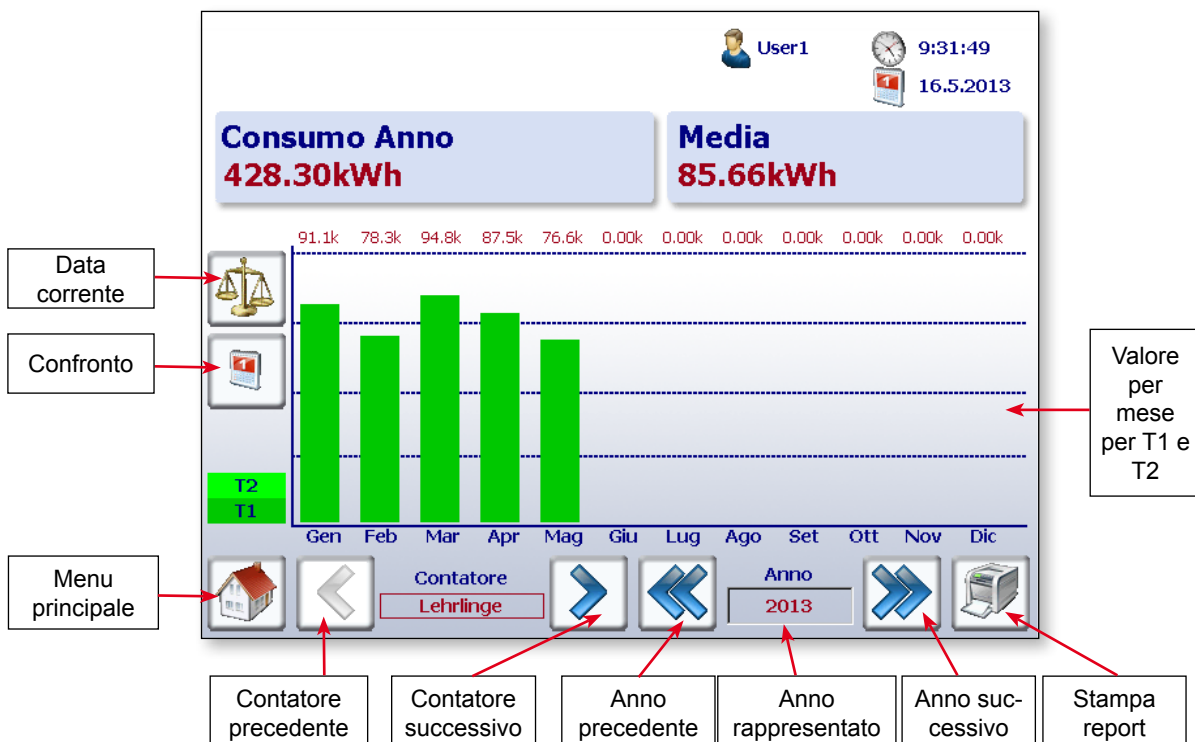 User1
9:31:49
16.5.2013
Consumo Anno
428.30kWh
Media
85.66kWh
91.1k 78.3k 94.8k 87.5k 76.6k 0.00k 0.00k 0.00k 0.00k 0.00k 0.00k 0.00k
Data
corrente
Confronto
Valore
per
mese
per T1 e
T2
T2
T1
Gen Feb Mar Apr Mag Giu Lug Ago Set Ott Nov Dic
Menu
principale
Contatore
Lehrlinge
Anno
2013
Contatore
precedente
Contatore
successivo
Anno
precedente
Anno
rappresentato
Anno suc-
cessivo
Stampa
report